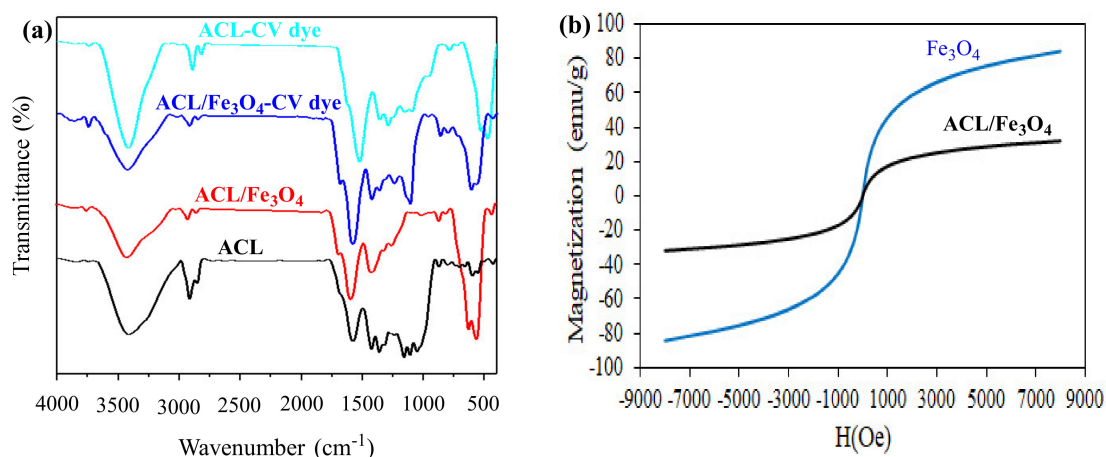 (a)
ACL-CV dye
ACL/Fe₃O₄-CV dye
ACL/Fe₃O₄
ACL
Transmittance (%)
4000 3500 3000 2500 2000 1500 1000 500
Wavenumber (cm⁻¹)
(b)
Fe₃O₄
ACL/Fe₃O₄
Magnetization (emu/g)
100
80
60
40
20
0
-20
-40
-60
-80
-100
-9000 -7000 -5000 -3000 -1000 1000 3000 5000 7000 9000
H(Oe)